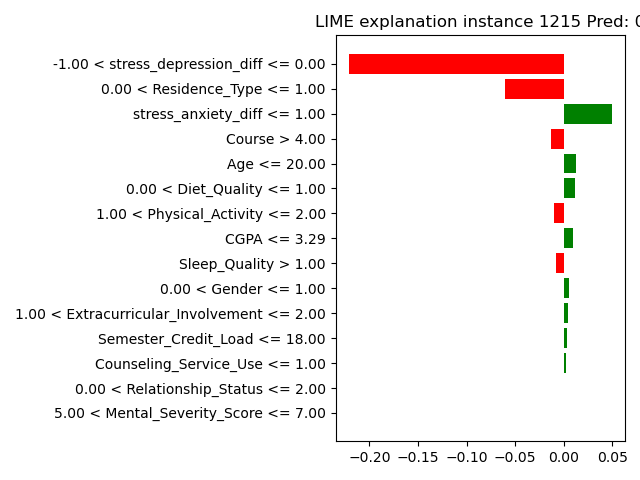 LIME explanation instance 1215 Pred: 0
-1.00 < stress_depression_diff <= 0.00
0.00 < Residence_Type <= 1.00
stress_anxiety_diff <= 1.00
Course > 4.00
Age <= 20.00
0.00 < Diet_Quality <= 1.00
1.00 < Physical_Activity <= 2.00
CGPA <= 3.29
Sleep_Quality > 1.00
0.00 < Gender <= 1.00
1.00 < Extracurricular_Involvement <= 2.00
Semester_Credit_Load <= 18.00
Counseling_Service_Use <= 1.00
0.00 < Relationship_Status <= 2.00
5.00 < Mental_Severity_Score <= 7.00
−0.20 −0.15 −0.10 −0.05 0.00 0.05